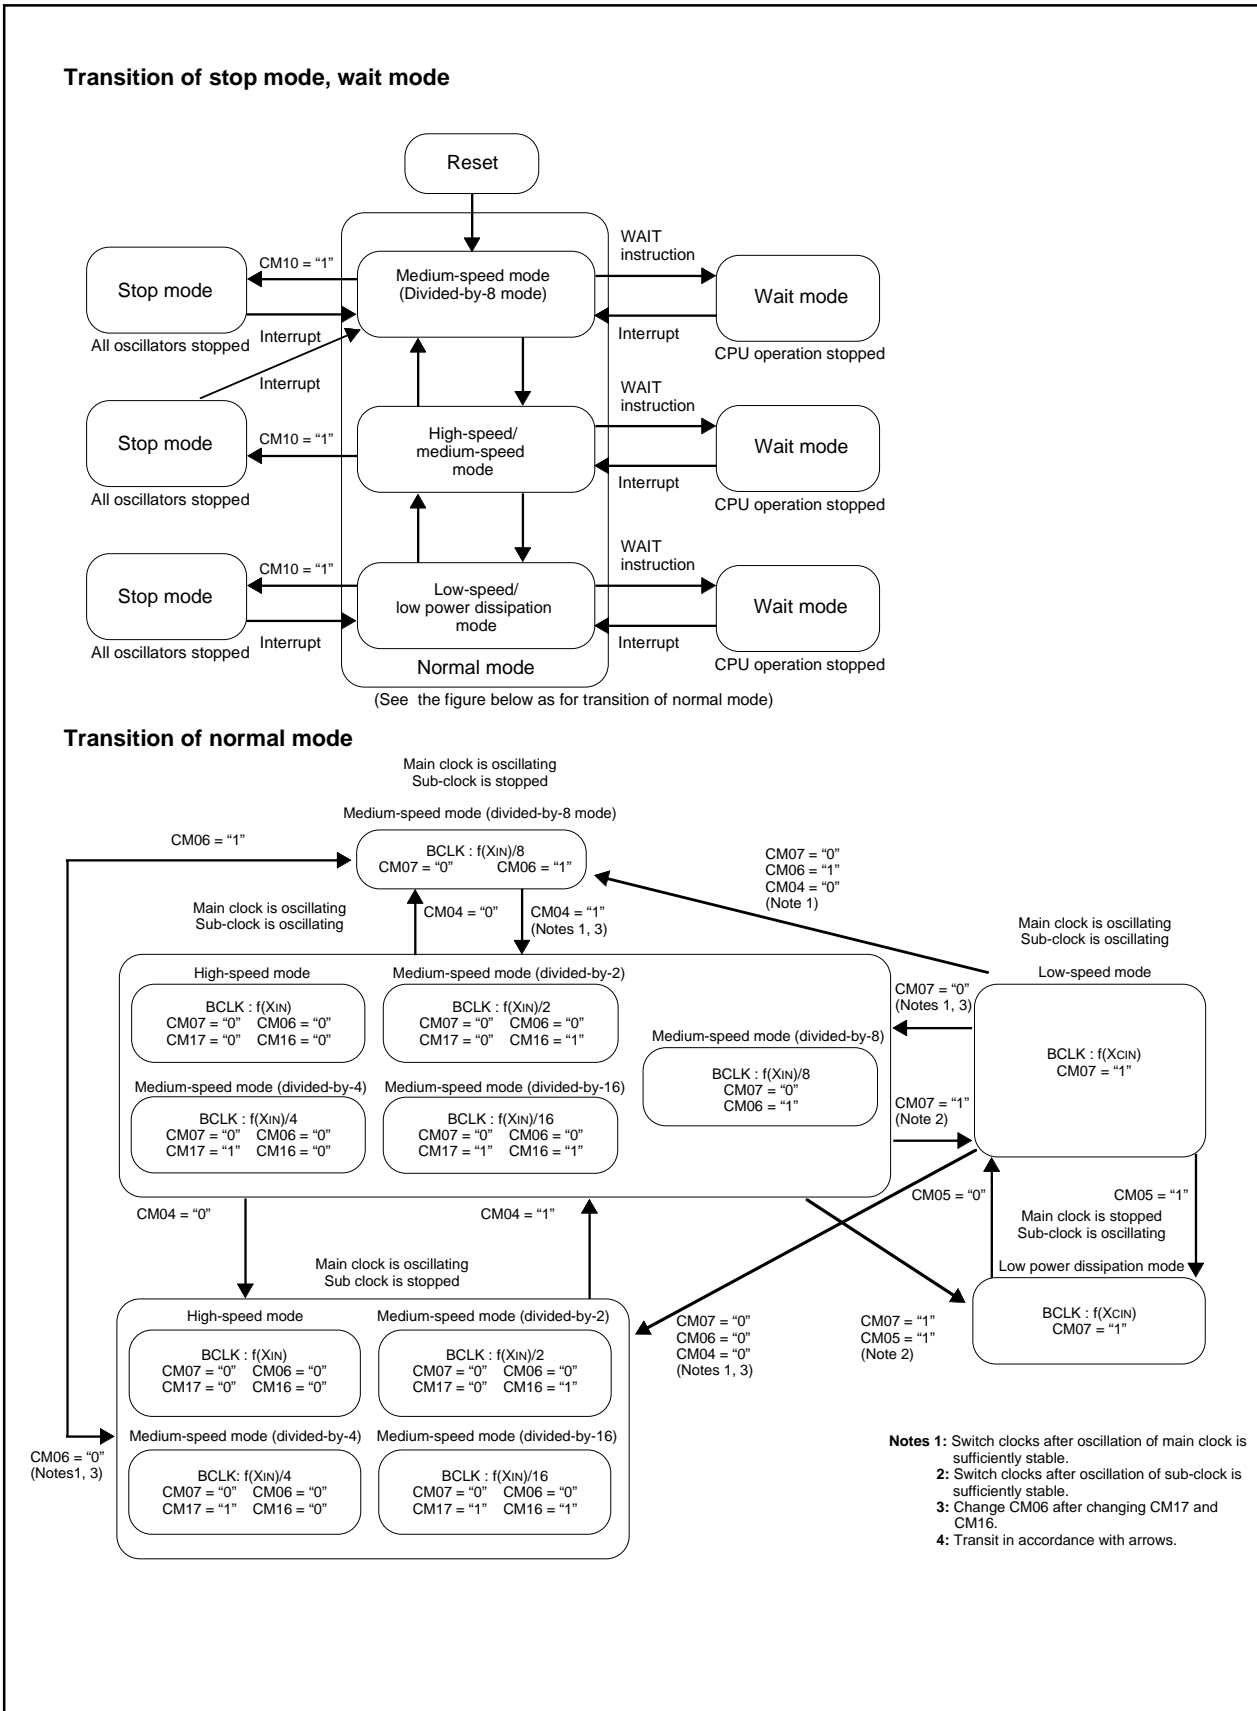 Transition of stop mode, wait mode
Reset
Medium-speed mode
(Divided-by-8 mode)
CM10 = “1”
Stop mode
Interrupt
All oscillators stopped
WAIT
instruction
Wait mode
Interrupt
CPU operation stopped
Interrupt
High-speed/
medium-speed
mode
CM10 = “1”
Stop mode
All oscillators stopped
WAIT
instruction
Wait mode
Interrupt
CPU operation stopped
Low-speed/
low power dissipation
mode
CM10 = “1”
Stop mode
Interrupt
All oscillators stopped
WAIT
instruction
Wait mode
Interrupt
CPU operation stopped
Normal mode
(See the figure below as for transition of normal mode)
Transition of normal mode
Main clock is oscillating
Sub-clock is stopped
Medium-speed mode (divided-by-8 mode)
CM06 = “1”
BCLK : f(XIN)/8
CM07 = “0” CM06 = “1”
CM07 = “0”
CM06 = “1”
CM04 = “0”
(Note 1)
Main clock is oscillating
Sub-clock is oscillating
CM04 = “0”
CM04 = “1”
(Notes 1, 3)
Main clock is oscillating
Sub-clock is oscillating
Low-speed mode
High-speed mode
BCLK : f(XIN)
CM07 = “0” CM06 = “0”
CM17 = “0” CM16 = “0”
Medium-speed mode (divided-by-2)
BCLK : f(XIN)/2
CM07 = “0” CM06 = “0”
CM17 = “0” CM16 = “1”
Medium-speed mode (divided-by-8)
BCLK : f(XIN)/8
CM07 = “0”
CM06 = “1”
Medium-speed mode (divided-by-4)
BCLK : f(XIN)/4
CM07 = “0” CM06 = “0”
CM17 = “1” CM16 = “0”
Medium-speed mode (divided-by-16)
BCLK : f(XIN)/16
CM07 = “0” CM06 = “0”
CM17 = “1” CM16 = “1”
CM07 = “0”
(Notes 1, 3)
CM07 = “1”
(Note 2)
BCLK : f(XCIN)
CM07 = “1”
CM05 = “0”
CM05 = “1”
Main clock is stopped
Sub-clock is oscillating
Low power dissipation mode
BCLK : f(XCIN)
CM07 = “1”
CM04 = “0”
CM04 = “1”
Main clock is oscillating
Sub clock is stopped
CM07 = “0”
CM06 = “0”
CM04 = “0”
(Notes 1, 3)
CM07 = “1”
CM05 = “1”
(Note 2)
High-speed mode
BCLK : f(XIN)
CM07 = “0” CM06 = “0”
CM17 = “0” CM16 = “0”
Medium-speed mode (divided-by-2)
BCLK : f(XIN)/2
CM07 = “0” CM06 = “0”
CM17 = “0” CM16 = “1”
Medium-speed mode (divided-by-4)
BCLK: f(XIN)/4
CM07 = “0” CM06 = “0”
CM17 = “1” CM16 = “0”
Medium-speed mode (divided-by-16)
BCLK : f(XIN)/16
CM07 = “0” CM06 = “0”
CM17 = “1” CM16 = “1”
CM06 = “0”
(Notes1, 3)
Notes 1: Switch clocks after oscillation of main clock is
sufficiently stable.
2: Switch clocks after oscillation of sub-clock is
sufficiently stable.
3: Change CM06 after changing CM17 and
CM16.
4: Transit in accordance with arrows.